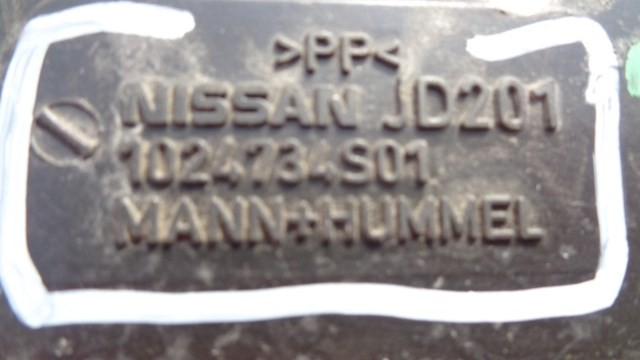 >PP<
NISSAN JD201
1024734S01
MANN+HUMMEL